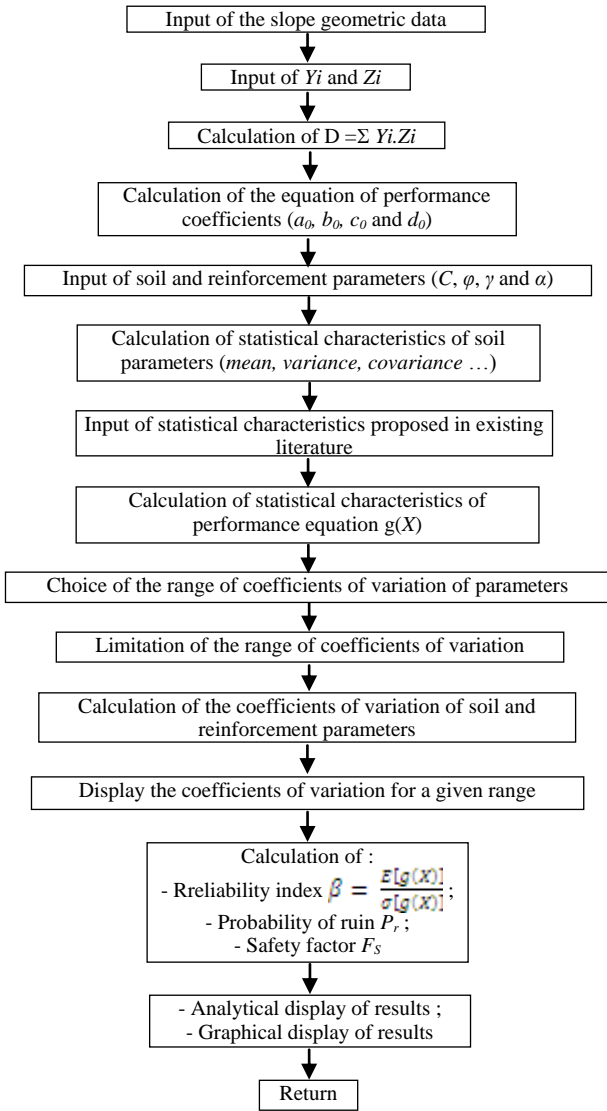 Input of the slope geometric data
Input of Yi and Zi
Calculation of D =Σ Yi.Zi
Calculation of the equation of performance
coefficients (a₀, b₀, c₀ and d₀)
Input of soil and reinforcement parameters (C, φ, γ and α)
Calculation of statistical characteristics of soil
parameters (mean, variance, covariance …)
Input of statistical characteristics proposed in existing
literature
Calculation of statistical characteristics of
performance equation g(X)
Choice of the range of coefficients of variation of parameters
Limitation of the range of coefficients of variation
Calculation of the coefficients of variation of soil and
reinforcement parameters
Display the coefficients of variation for a given range
Calculation of :
- Rreliability index β = E[g(X)] / σ[g(X)] ;
- Probability of ruin Pᵣ ;
- Safety factor F_S
- Analytical display of results ;
- Graphical display of results
Return